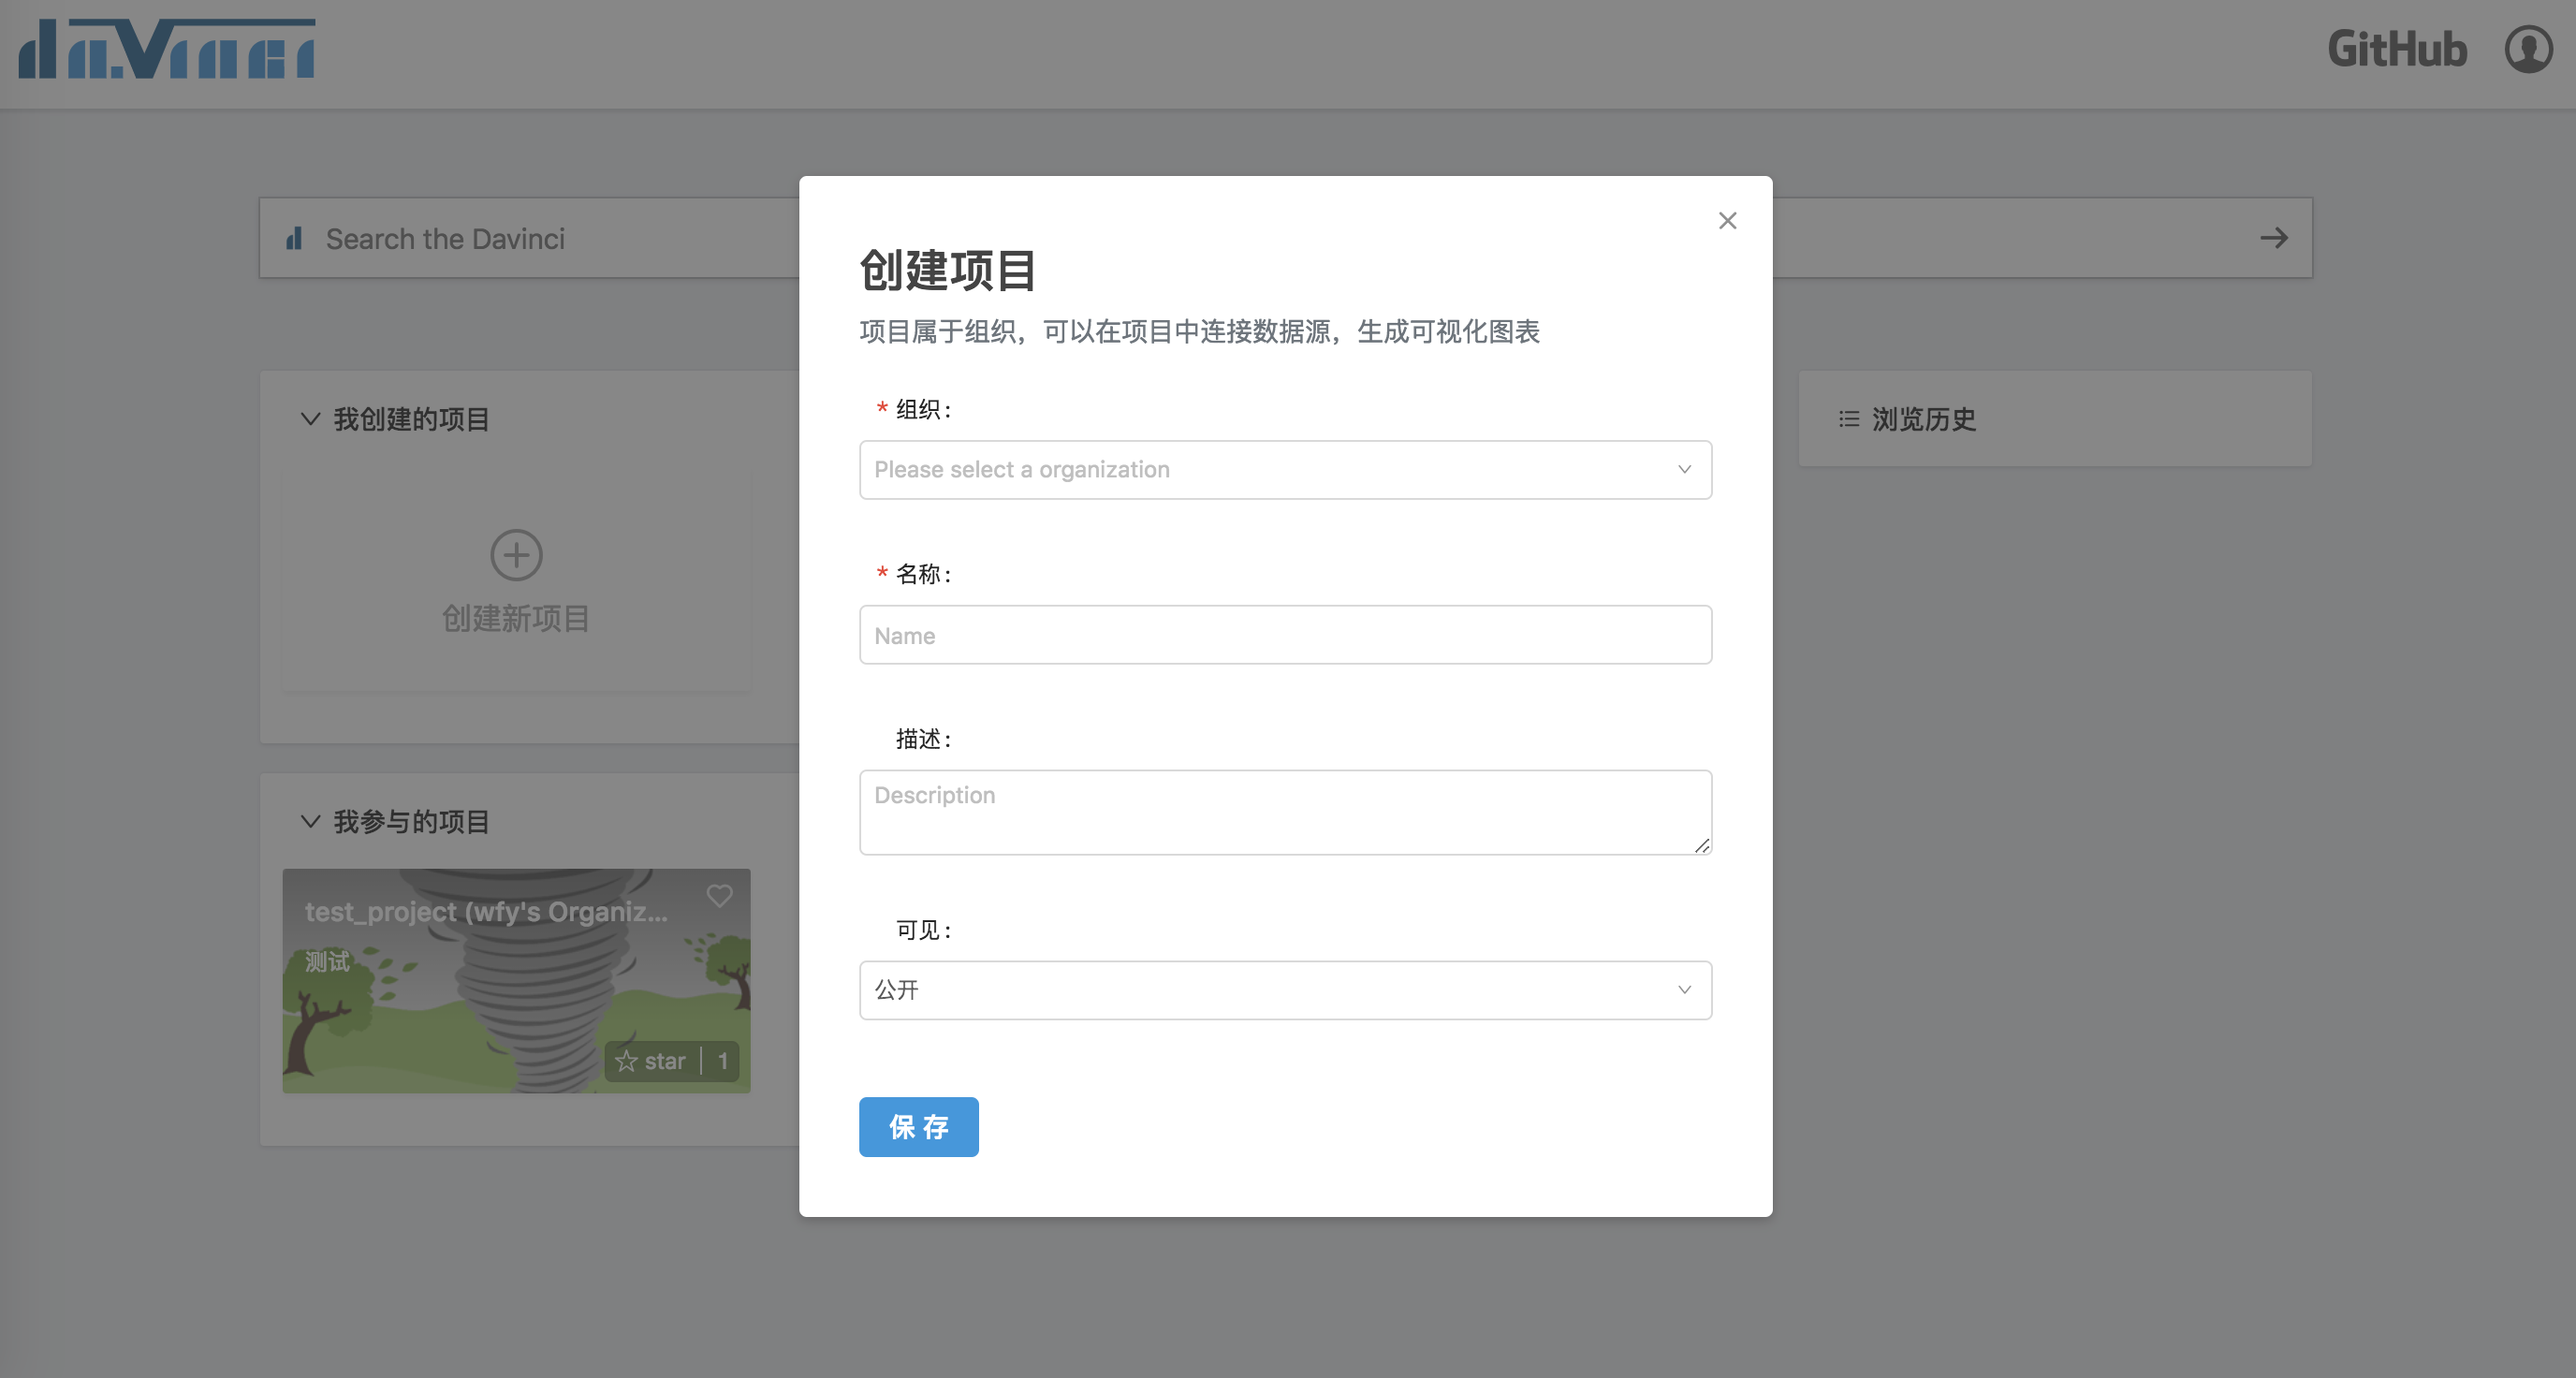 da.Vinci
GitHub
Search the Davinci
创建项目
项目属于组织，可以在项目中连接数据源，生成可视化图表
* 组织：
Please select a organization
* 名称：
Name
描述：
Description
可见：
公开
保 存
我创建的项目
创建新项目
我参与的项目
test_project (wfy's Organiz...
测试
star | 1
浏览历史